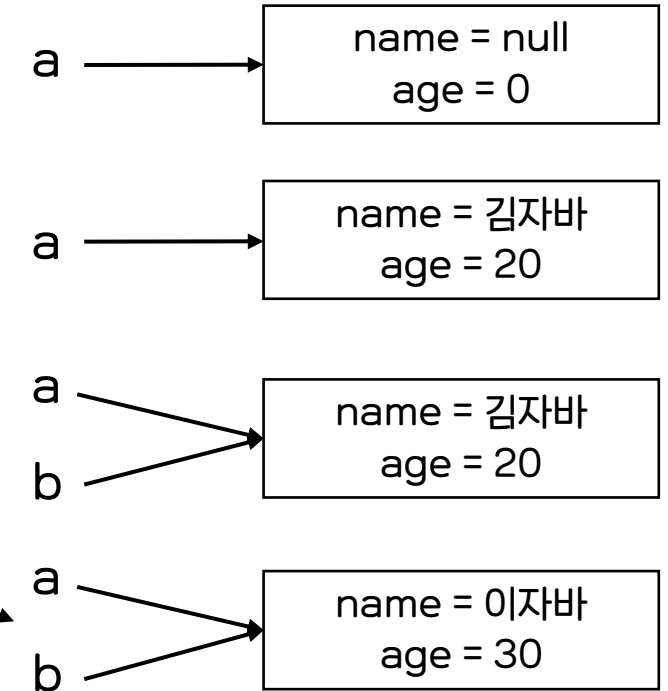 a
name = null
age = 0
a
name = 김자바
age = 20
a
b
name = 김자바
age = 20
a
b
name = 이자바
age = 30